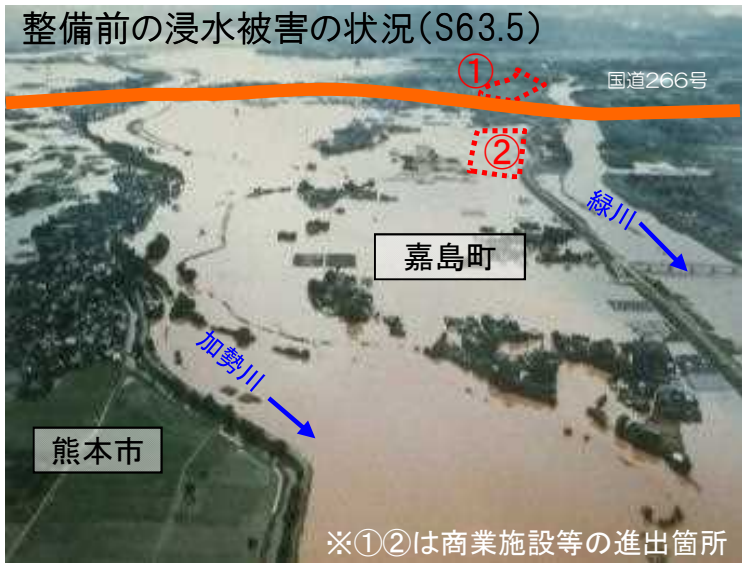 整備前の浸水被害の状況(S63.5)
①
国道266号
②
緑川
嘉島町
加勢川
熊本市
※①②は商業施設等の進出箇所